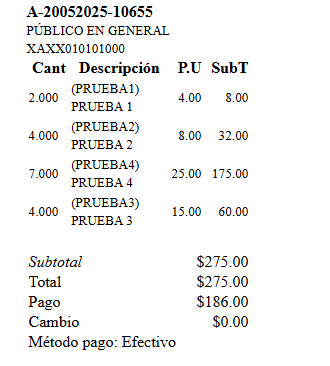 A-20052025-10655
PÚBLICO EN GENERAL
XAXX010101000
Cant Descripción P.U SubT
2.000 (PRUEBA1) PRUEBA 1 4.00 8.00
4.000 (PRUEBA2) PRUEBA 2 8.00 32.00
7.000 (PRUEBA4) PRUEBA 4 25.00 175.00
4.000 (PRUEBA3) PRUEBA 3 15.00 60.00
Subtotal $275.00
Total $275.00
Pago $186.00
Cambio $0.00
Método pago: Efectivo